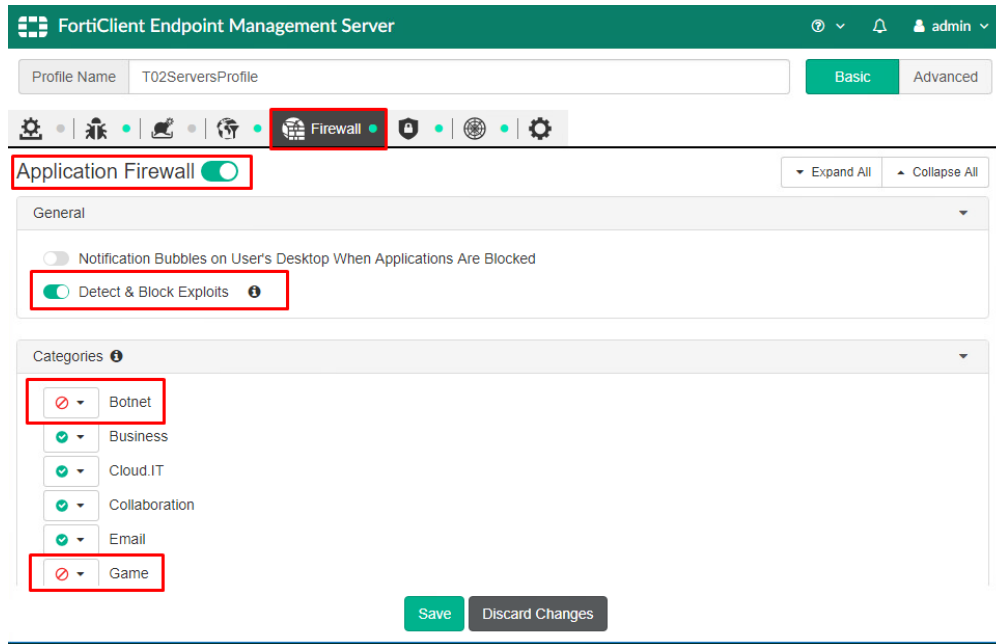 FortiClient Endpoint Management Server
admin
Profile Name T02ServersProfile
Basic Advanced
Firewall
Application Firewall
Expand All Collapse All
General
Notification Bubbles on User's Desktop When Applications Are Blocked
Detect & Block Exploits
Categories
Botnet
Business
Cloud.IT
Collaboration
Email
Game
Save Discard Changes